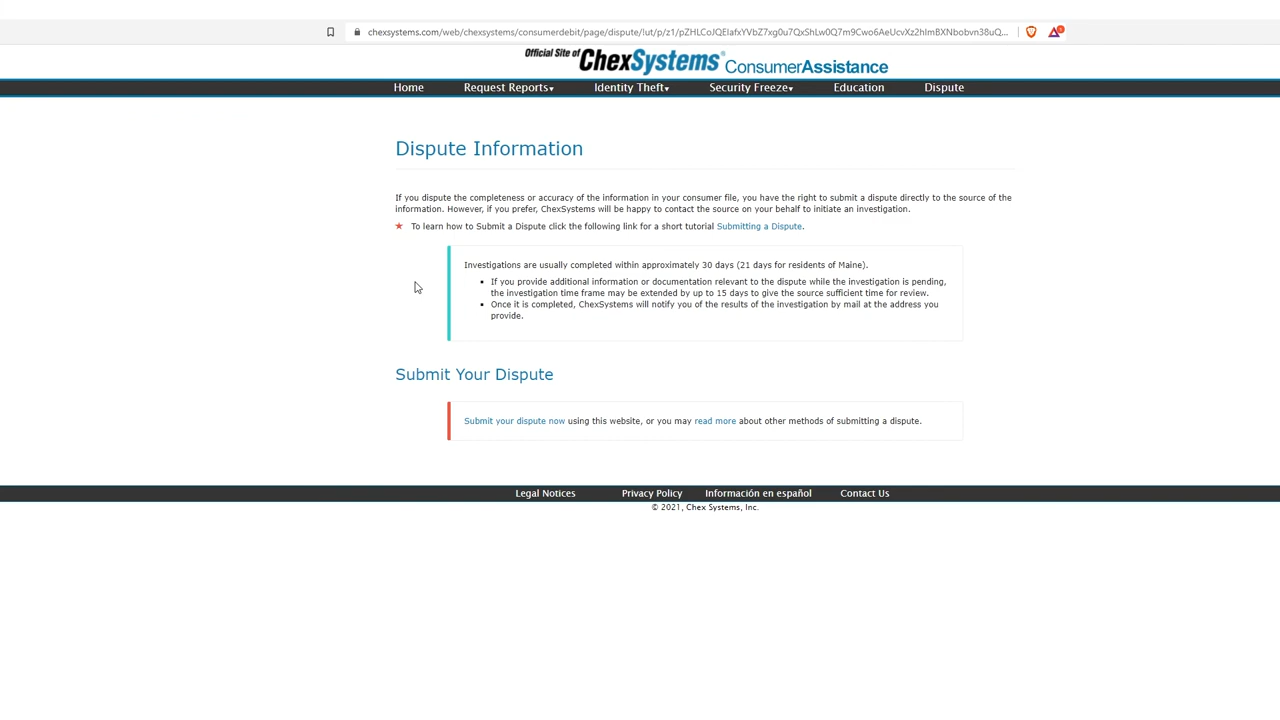 chexsystems.com/web/chexsystems/consumerdebit/page/dispute/!ut/p/z1/
Official Site of ChexSystems® ConsumerAssistance
Home Request Reports Identity Theft Security Freeze Education Dispute
Dispute Information
If you dispute the completeness or accuracy of the information in your consumer file, you have the right to submit a dispute directly to the source of the
information. However, if you prefer, ChexSystems will be happy to contact the source on your behalf to initiate an investigation.
To learn how to Submit a Dispute click the following link for a short tutorial Submitting a Dispute.
Investigations are usually completed within approximately 30 days (21 days for residents of Maine).
If you provide additional information or documentation relevant to the dispute while the investigation is pending,
the investigation time frame may be extended by up to 15 days to give the source sufficient time for review.
Once it is completed, ChexSystems will notify you of the results of the investigation by mail at the address you
provide.
Submit Your Dispute
Submit your dispute now using this website, or you may read more about other methods of submitting a dispute.
Legal Notices Privacy Policy Información en español Contact Us
© 2021, Chex Systems, Inc.